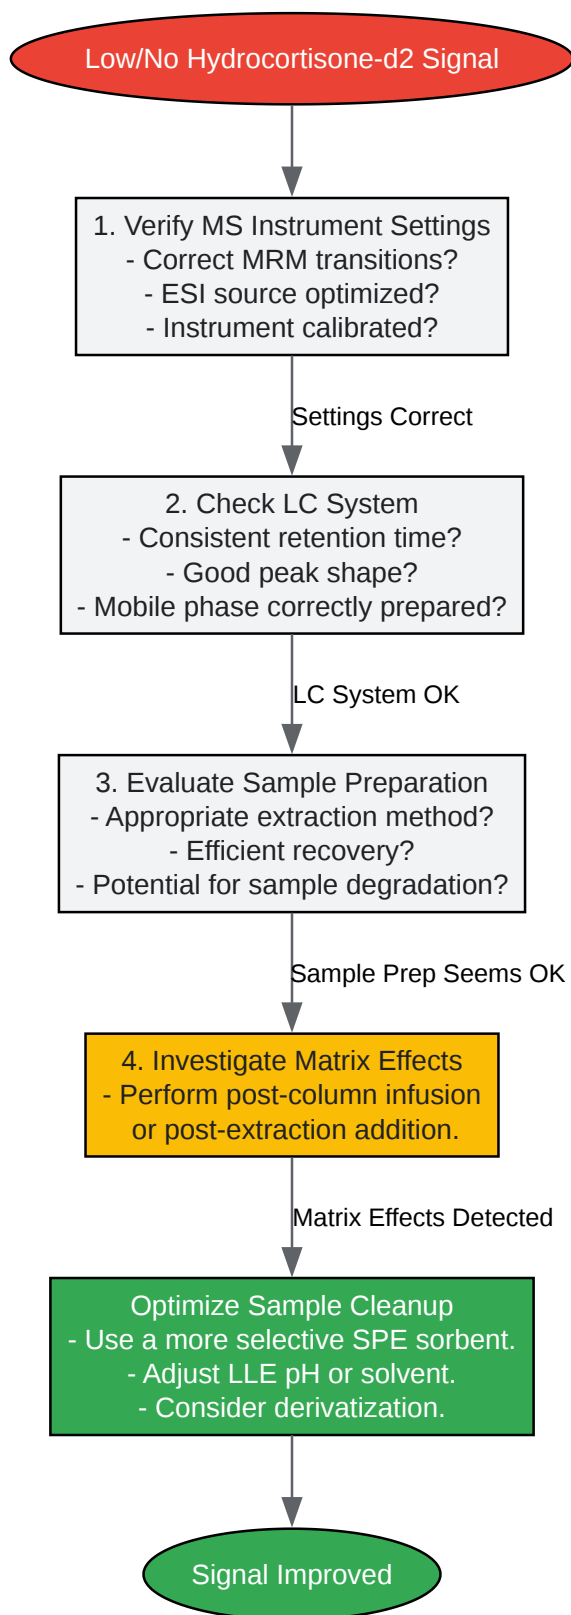 Low/No Hydrocortisone-d2 Signal
1. Verify MS Instrument Settings
- Correct MRM transitions?
- ESI source optimized?
- Instrument calibrated?
Settings Correct
2. Check LC System
- Consistent retention time?
- Good peak shape?
- Mobile phase correctly prepared?
LC System OK
3. Evaluate Sample Preparation
- Appropriate extraction method?
- Efficient recovery?
- Potential for sample degradation?
Sample Prep Seems OK
4. Investigate Matrix Effects
- Perform post-column infusion
or post-extraction addition.
Matrix Effects Detected
Optimize Sample Cleanup
- Use a more selective SPE sorbent.
- Adjust LLE pH or solvent.
- Consider derivatization.
Signal Improved